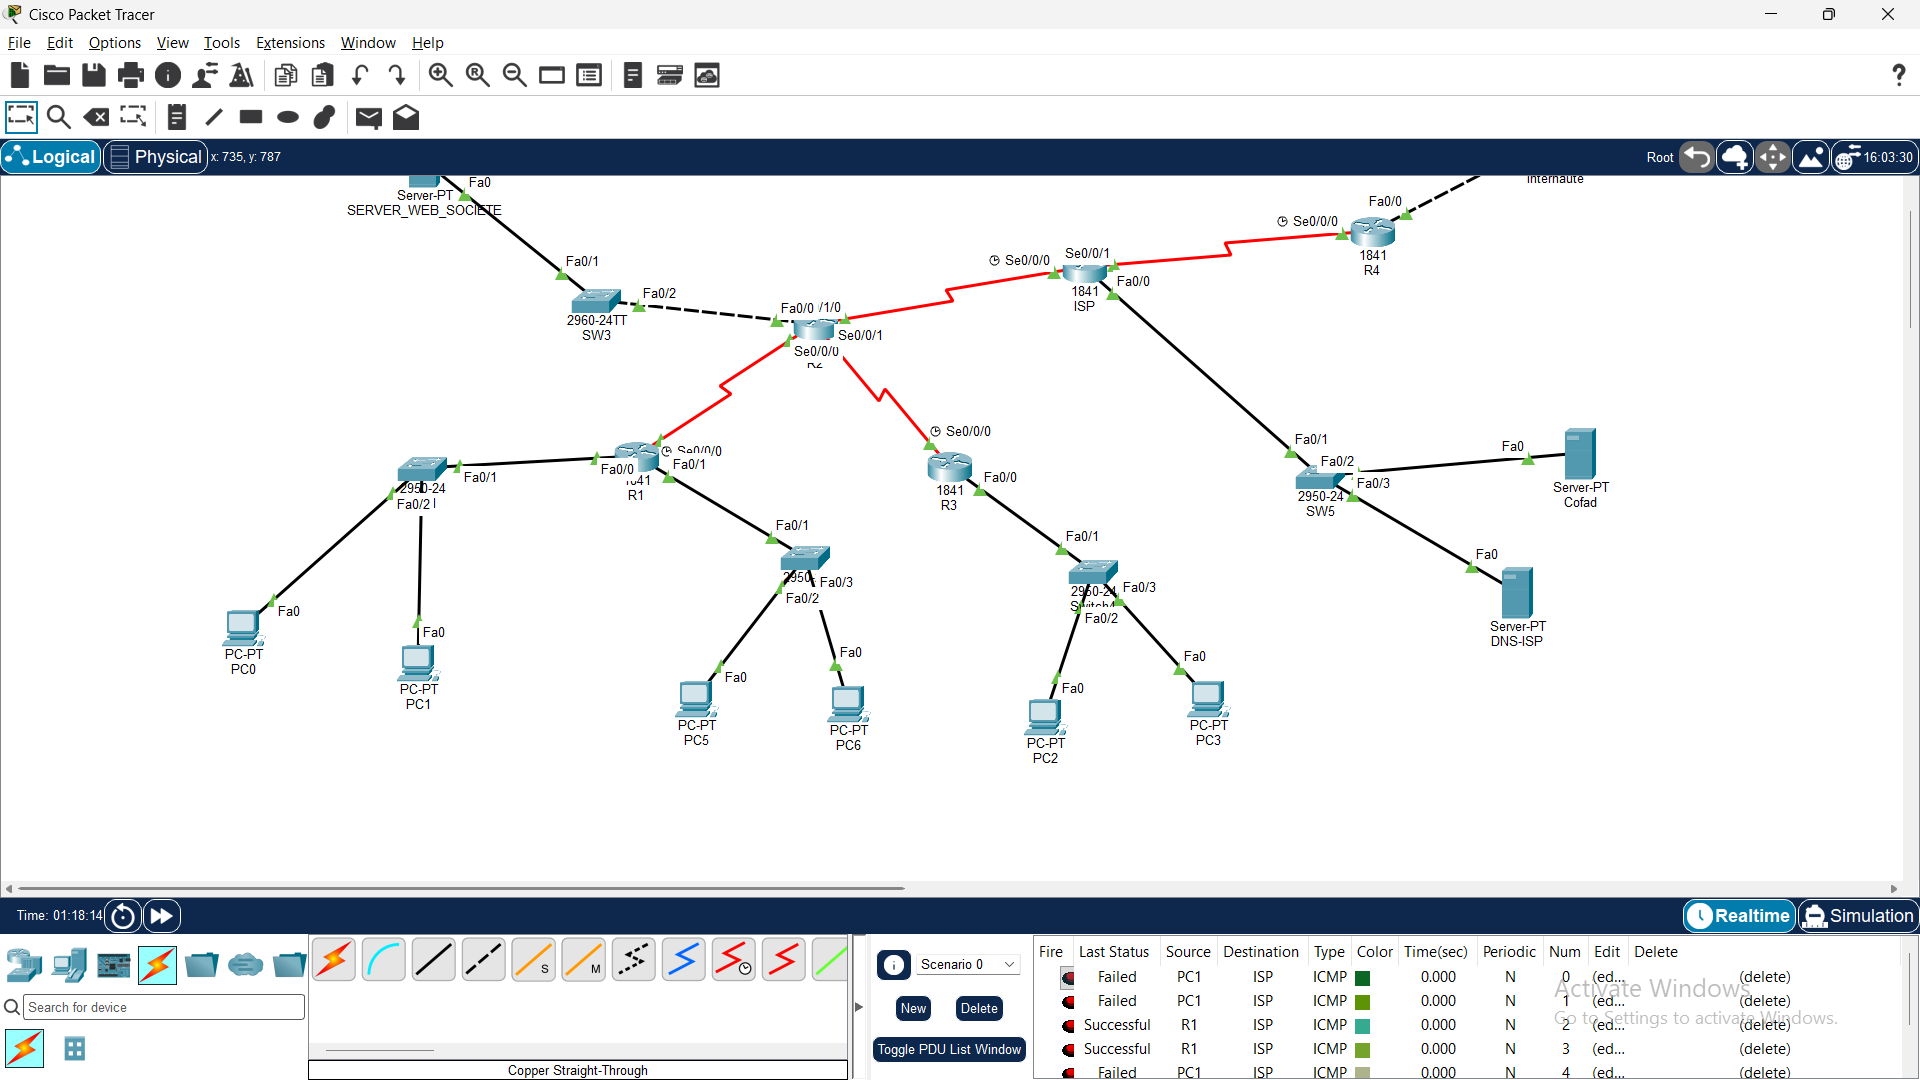 Cisco Packet Tracer
File Edit Options View Tools Extensions Window Help
Logical Physical x: 735, y: 787 Root 16:03:30
Fa0
Server-PT
SERVER_WEB_SOCIETE
Internaute
Fa0/0
Se0/0/0
1841
R4
Fa0/1
Fa0/2
2960-24TT
SW3
Se0/0/0
Se0/0/1
Fa0/0
1841
ISP
Fa0/0 /1/0
Se0/0/1
Se0/0/0
R2
Fa0/1
Fa0/2
Fa0/3
2950-24
SW5
Fa0
Server-PT
Cofad
Fa0
Server-PT
DNS-ISP
Se0/0/0
Fa0/0
1841
R3
Se0/0/0
Fa0/0
Fa0/1
R1
Fa0/1
2950-24
Fa0/2
Fa0/1
Fa0/3
Fa0/2
Fa0/1
Fa0/3
2950-24
Switch4
Fa0/2
Fa0
PC-PT
PC0
Fa0
PC-PT
PC1
Fa0
PC-PT
PC5
Fa0
PC-PT
PC6
Fa0
PC-PT
PC2
Fa0
PC-PT
PC3
Time: 01:18:14 Realtime Simulation
Search for device
S
M
Copper Straight-Through
Scenario 0
New Delete
Toggle PDU List Window
Fire Last Status Source Destination Type Color Time(sec) Periodic Num Edit Delete
Failed PC1 ISP ICMP 0.000 N 0 (ed... (delete)
Failed PC1 ISP ICMP 0.000 N 1 (ed... (delete)
Successful R1 ISP ICMP 0.000 N 2 (ed... (delete)
Successful R1 ISP ICMP 0.000 N 3 (ed... (delete)
Failed PC1 ISP ICMP 0.000 N 4 (ed... (delete)
Activate Windows
Go to Settings to activate Windows.